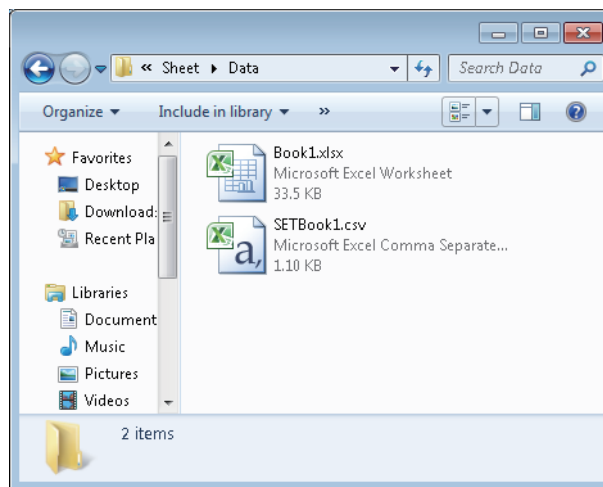 « Sheet ▸ Data
Search Data
Organize
Include in library
»
Favorites
Desktop
Download:
Recent Pla
Libraries
Document
Music
Pictures
Videos
Book1.xlsx
Microsoft Excel Worksheet
33.5 KB
SETBook1.csv
Microsoft Excel Comma Separate...
1.10 KB
2 items